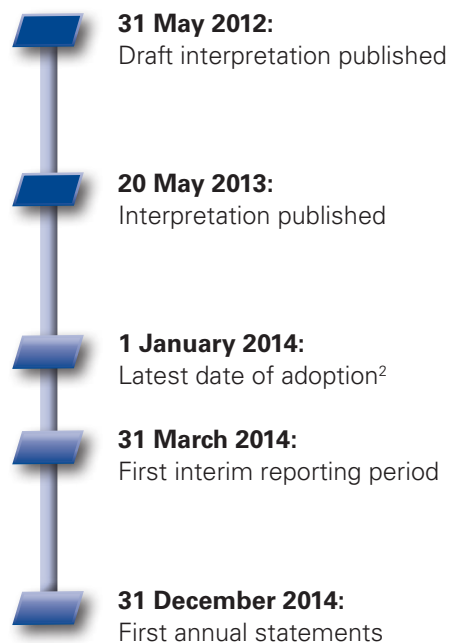 31 May 2012:
Draft interpretation published
20 May 2013:
Interpretation published
1 January 2014:
Latest date of adoption²
31 March 2014:
First interim reporting period
31 December 2014:
First annual statements